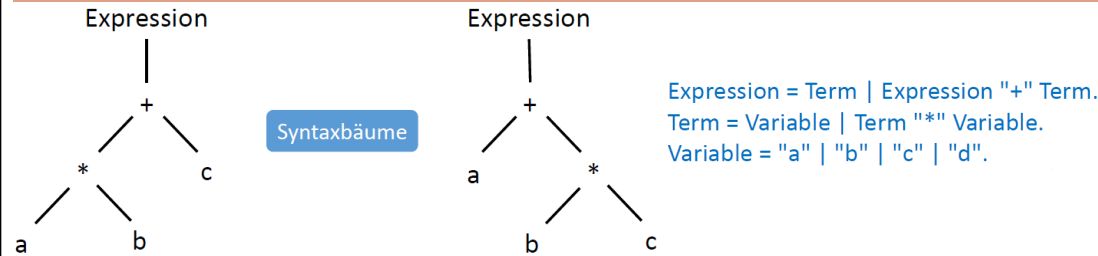 Expression
+
*
c
a
b
Syntaxbäume
Expression
+
a
*
b
c
Expression = Term | Expression "+" Term.
Term = Variable | Term "*" Variable.
Variable = "a" | "b" | "c" | "d".